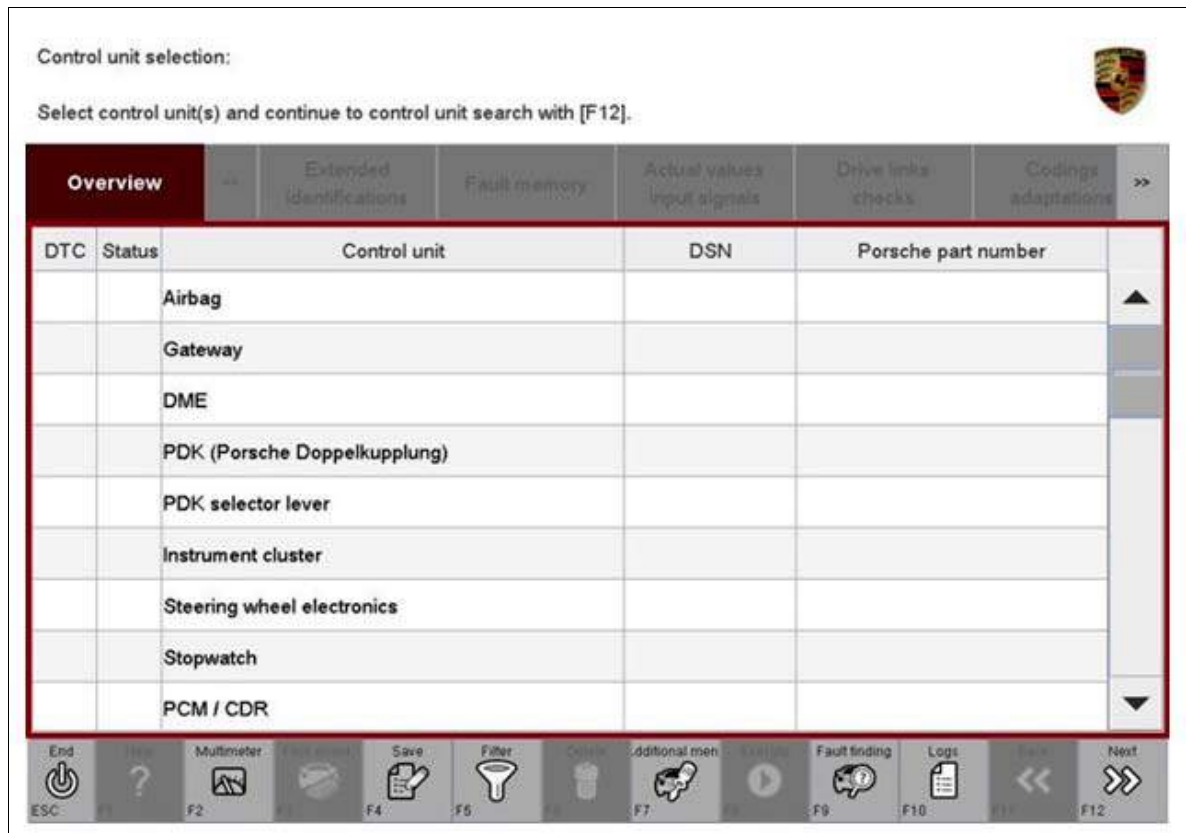 Control unit selection:
Select control unit(s) and continue to control unit search with [F12].
Overview
Extended
identifications
Fault memory
Actual values
input signals
Drive links
checks
Codings
adaptations
>>
DTC Status Control unit DSN Porsche part number
Airbag
Gateway
DME
PDK (Porsche Doppelkupplung)
PDK selector lever
Instrument cluster
Steering wheel electronics
Stopwatch
PCM / CDR
End Help Multimeter Save Filter Delete dditional men Execute Fault finding Logs Back Next
ESC F1 F2 F3 F4 F5 F6 F7 F8 F9 F10 F11 F12